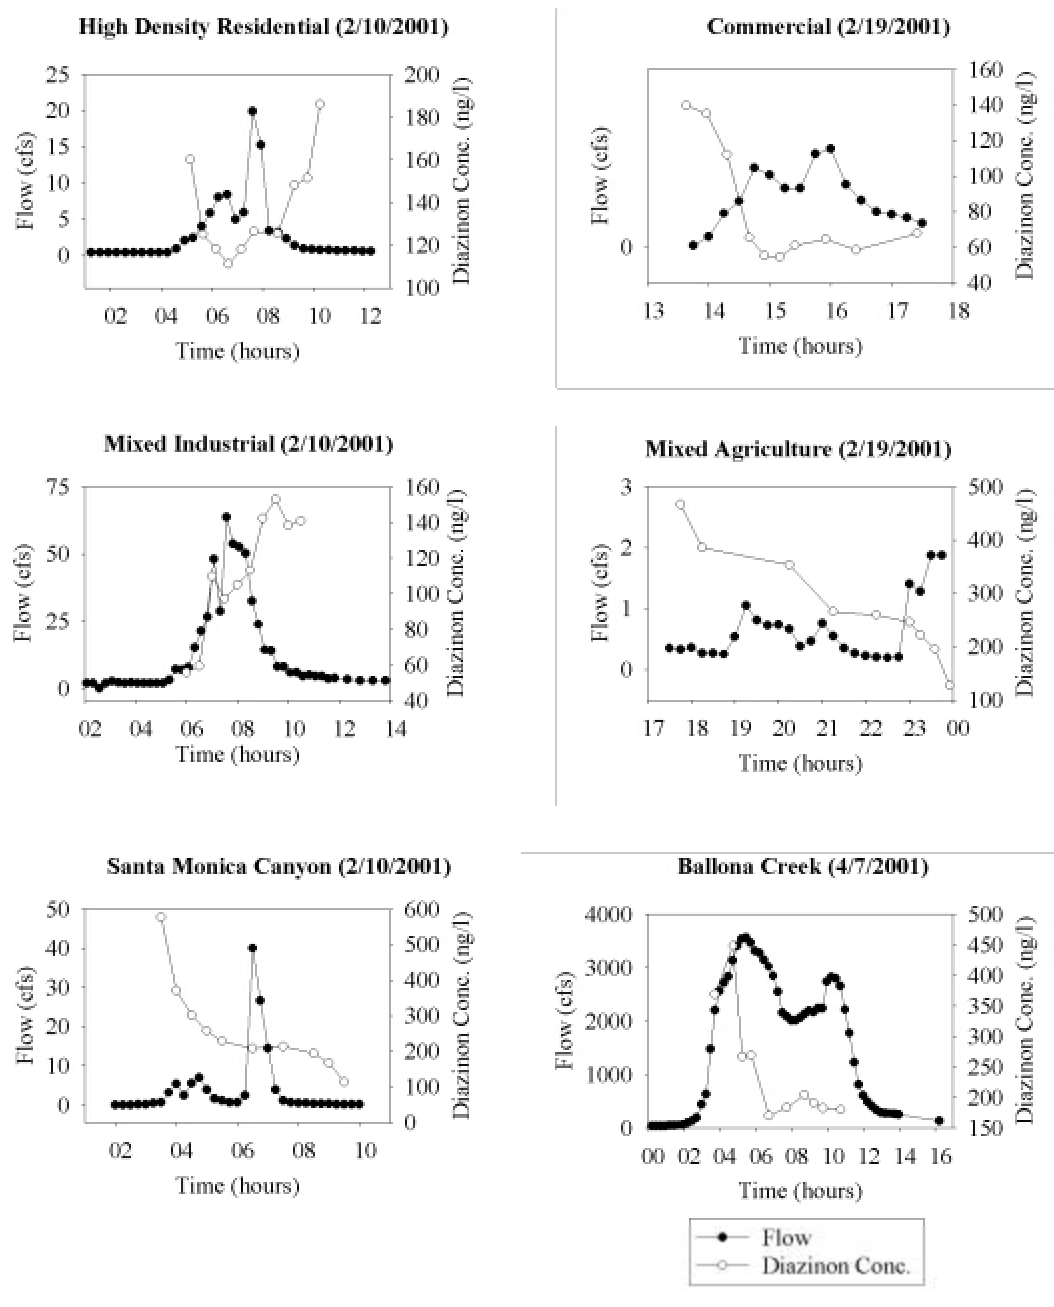 High Density Residential (2/10/2001)
25
20
15
10
5
0
Flow (cfs)
200
180
160
140
120
100
Diazinon Conc. (ng/l)
02 04 06 08 10 12
Time (hours)
Commercial (2/19/2001)
0
Flow (cfs)
160
140
120
100
80
60
40
Diazinon Conc. (ng/l)
13 14 15 16 17 18
Time (hours)
Mixed Industrial (2/10/2001)
75
50
25
0
Flow (cfs)
160
140
120
100
80
60
40
Diazinon Conc. (ng/l)
02 04 06 08 10 12 14
Time (hours)
Mixed Agriculture (2/19/2001)
3
2
1
0
Flow (cfs)
500
400
300
200
100
Diazinon Conc. (ng/l)
17 18 19 20 21 22 23 00
Time (hours)
Santa Monica Canyon (2/10/2001)
50
40
30
20
10
0
Flow (cfs)
600
500
400
300
200
100
0
Diazinon Conc. (ng/l)
02 04 06 08 10
Time (hours)
Ballona Creek (4/7/2001)
4000
3000
2000
1000
0
Flow (cfs)
500
450
400
350
300
250
200
150
Diazinon Conc. (ng/l)
00 02 04 06 08 10 12 14 16
Time (hours)
Flow
Diazinon Conc.